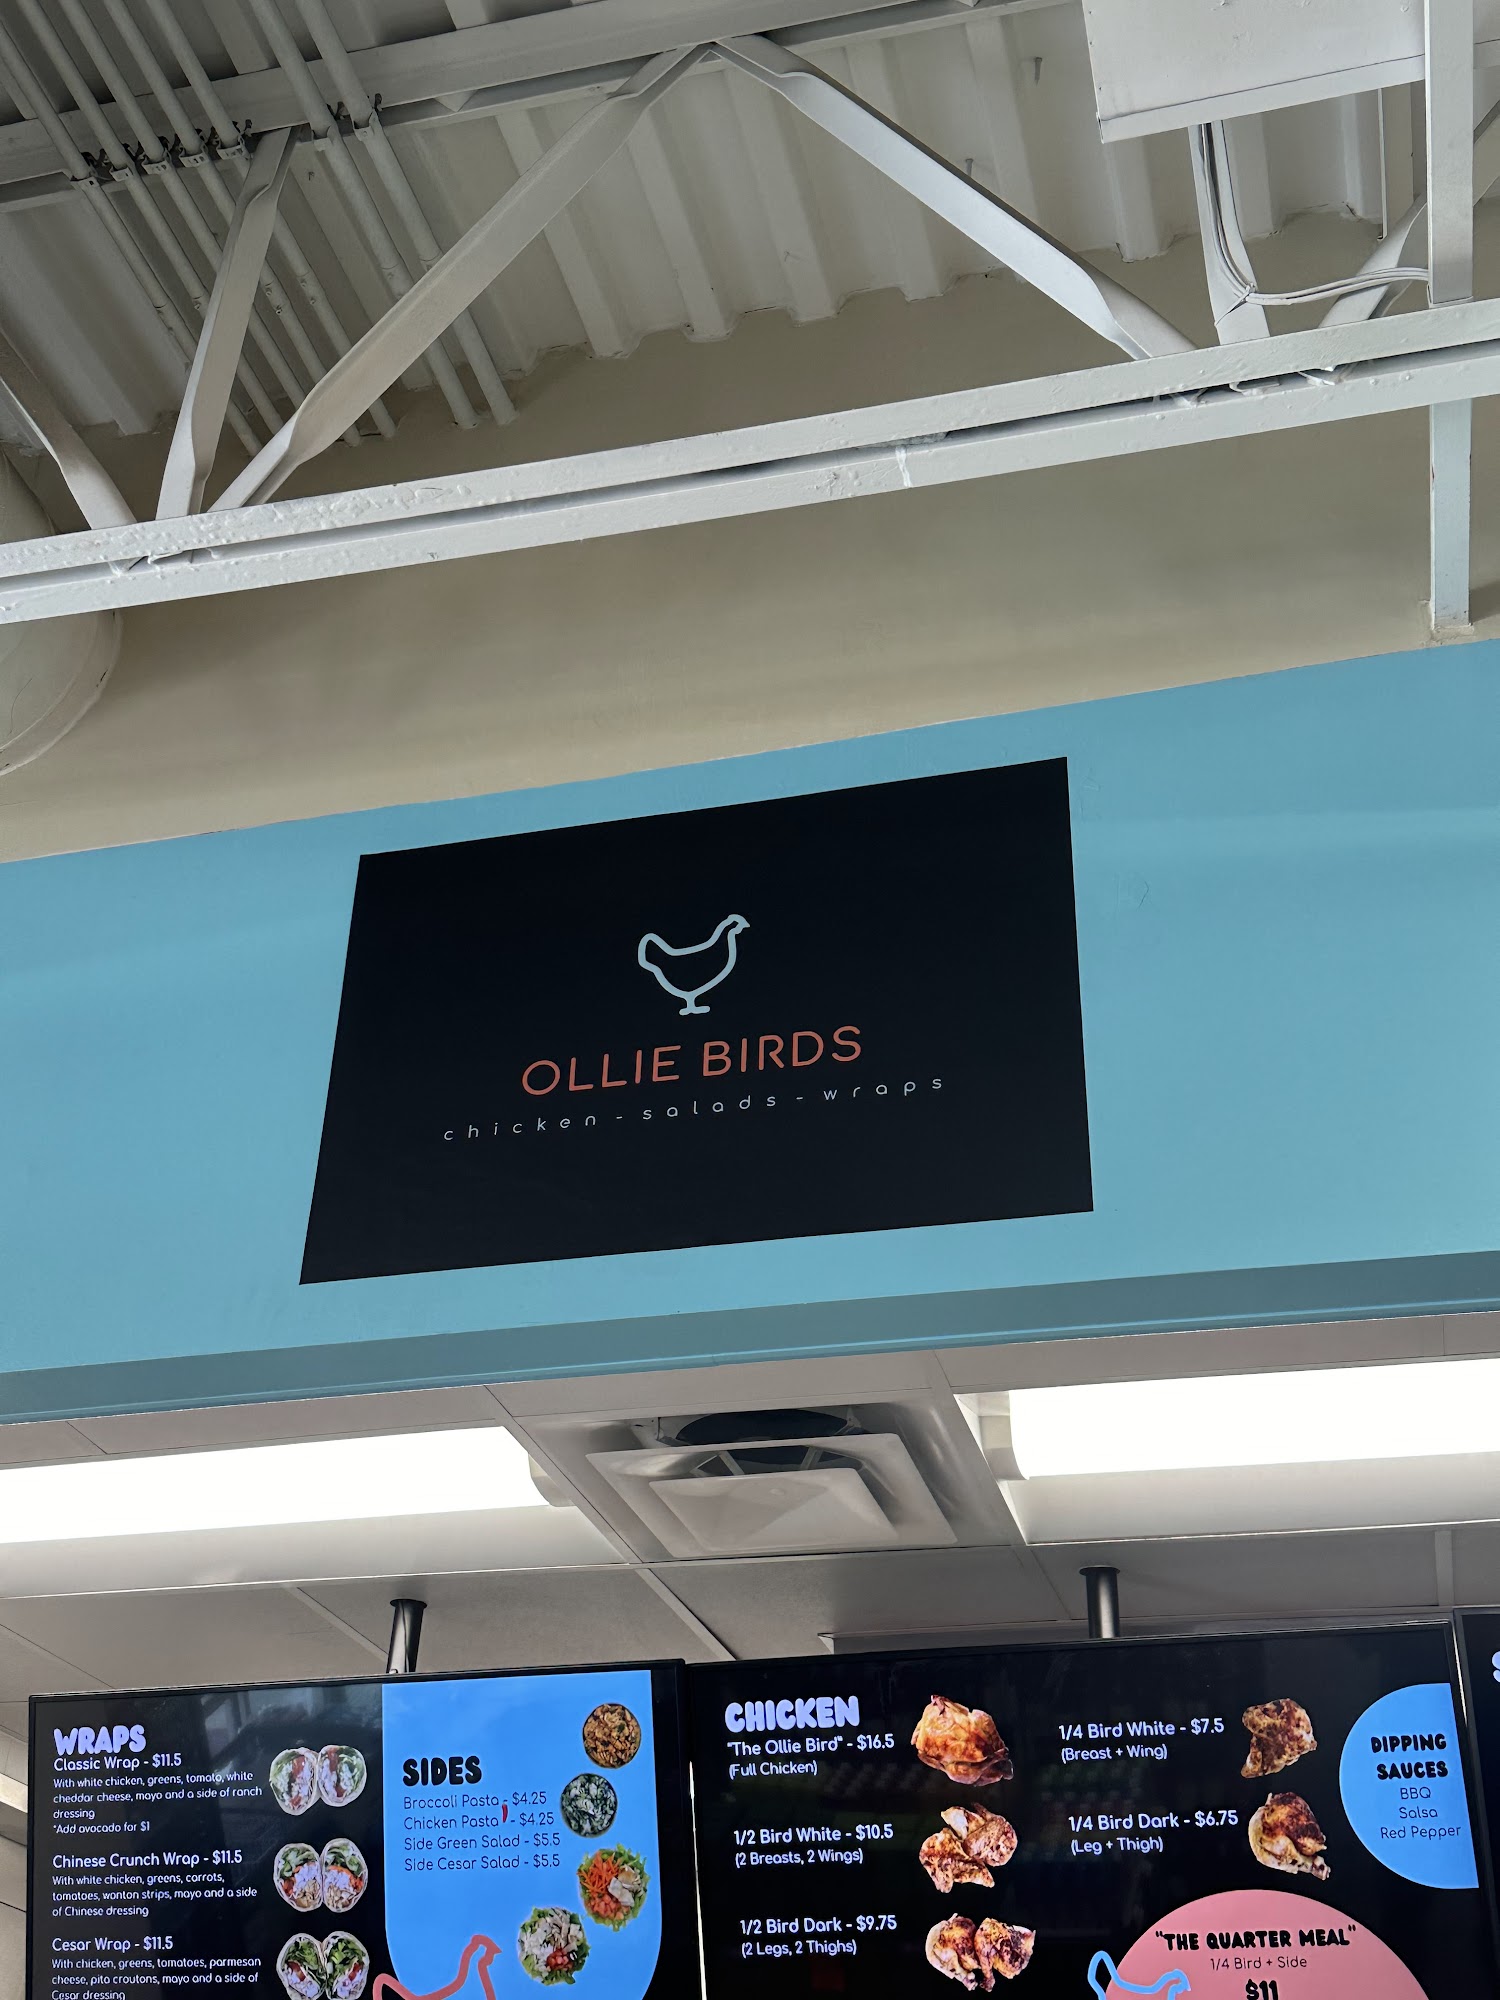 OLLIE BIRDS
chicken - salads - wraps
WRAPS
Classic Wrap - $11.5
With white chicken, greens, tomato, white
cheddar cheese, mayo and a side of ranch
dressing
*Add avocado for $1
Chinese Crunch Wrap - $11.5
With white chicken, greens, carrots,
tomatoes, wonton strips, mayo and a side
of Chinese dressing
Cesar Wrap - $11.5
With chicken, greens, tomatoes, parmesan
cheese, pita croutons, mayo and a side of
Cesar dressing
SIDES
Broccoli Pasta - $4.25
Chicken Pasta - $4.25
Side Green Salad - $5.5
Side Cesar Salad - $5.5
CHICKEN
"The Ollie Bird" - $16.5
(Full Chicken)
1/2 Bird White - $10.5
(2 Breasts, 2 Wings)
1/2 Bird Dark - $9.75
(2 Legs, 2 Thighs)
1/4 Bird White - $7.5
(Breast + Wing)
1/4 Bird Dark - $6.75
(Leg + Thigh)
DIPPING
SAUCES
BBQ
Salsa
Red Pepper
"THE QUARTER MEAL"
1/4 Bird + Side
$11